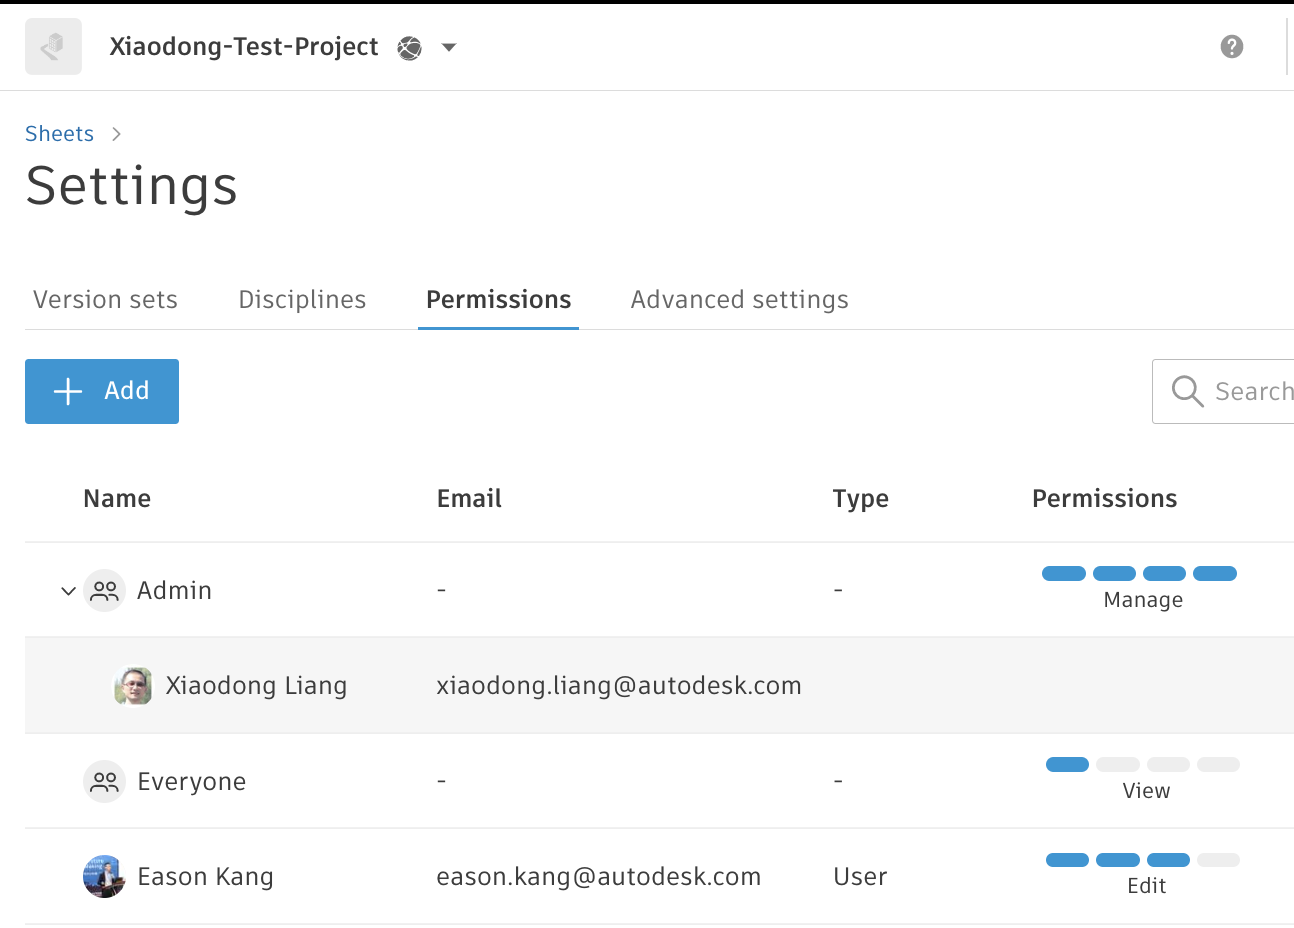 Xiaodong-Test-Project
Sheets
Settings
Version sets Disciplines Permissions Advanced settings
Add
Search
Name Email Type Permissions
Admin - - Manage
Xiaodong Liang xiaodong.liang@autodesk.com
Everyone - - View
Eason Kang eason.kang@autodesk.com User Edit